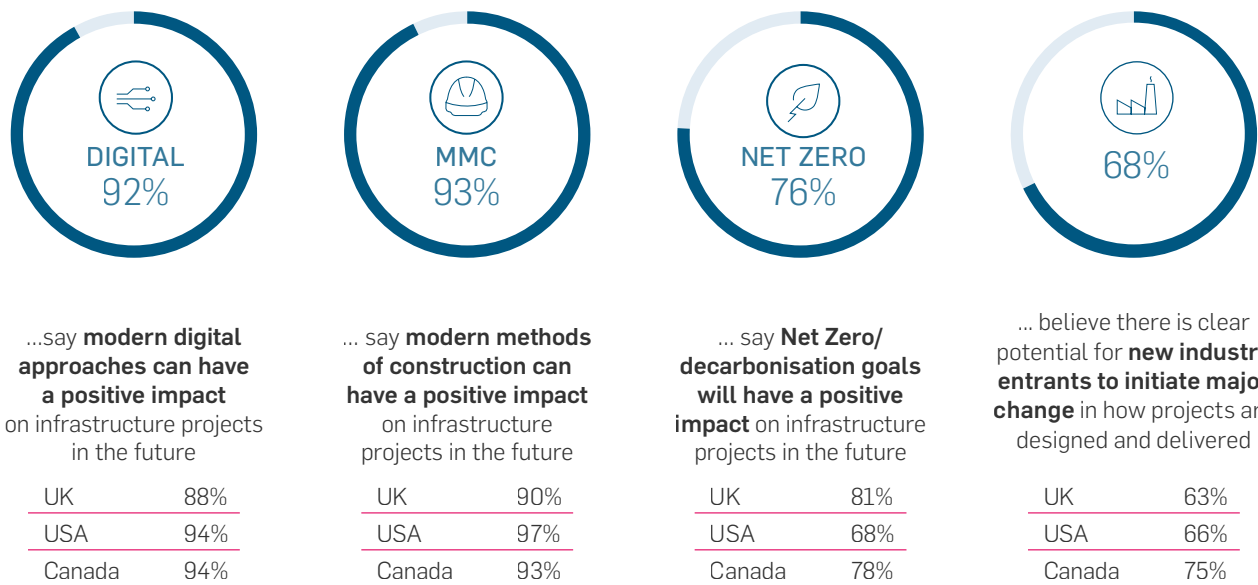 DIGITAL
92%
...say modern digital
approaches can have
a positive impact
on infrastructure projects
in the future
UK 88%
USA 94%
Canada 94%
MMC
93%
... say modern methods
of construction can
have a positive impact
on infrastructure
projects in the future
UK 90%
USA 97%
Canada 93%
NET ZERO
76%
... say Net Zero/
decarbonisation goals
will have a positive
impact on infrastructure
projects in the future
UK 81%
USA 68%
Canada 78%
68%
... believe there is clear
potential for new
entrants to initiate
change in how projects
designed and delivered
UK 63%
USA 66%
Canada 75%